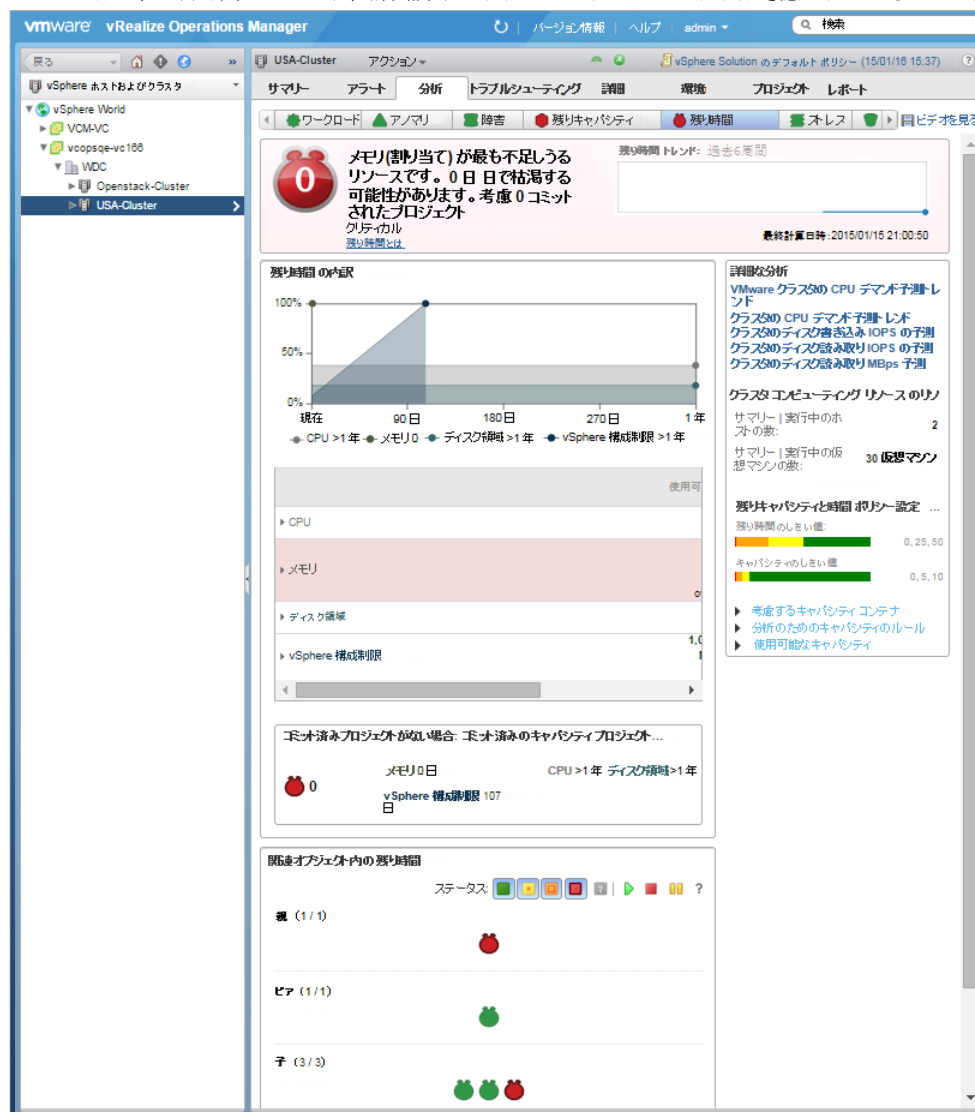 vmware vRealize Operations Manager
バージョン情報 | ヘルプ | admin
検索
戻る
vSphere ホストおよびクラスタ
vSphere World
VCM-VC
vcopsqe-vc166
WDC
Openstack-Cluster
USA-Cluster
USA-Cluster アクション
vSphere Solution のデフォルト ポリシー (15/01/16 15:37)
サマリー アラート 分析 トラブルシューティング 詳細 環境 プロジェクト レポート
ワークロード アノマリ 障害 残りキャパシティ 残り時間 ストレス ビデオを見る
0
メモリ(割り当て) が最も不足しうる
リソースです。0 日 日で枯渇する
可能性があります。考慮 0 コミット
されたプロジェクト
クリティカル
残り時間とは
残り時間 トレンド: 過去6 週間
最終計算日時: 2015/01/15 21:00:50
残り時間 の内訳
100%
50%
0%
現在 90 日 180 日 270 日 1 年
CPU >1 年 メモリ 0 ディスク領域 >1 年 vSphere 構成制限 >1 年
使用可
CPU
メモリ
ディスク領域
1,0
vSphere 構成制限
コミット済みプロジェクトがない場合: コミット済みのキャパシティ プロジェクト...
0
メモリ 0 日 CPU >1 年 ディスク領域>1 年
vSphere 構成制限 107
日
関連オブジェクト内の残り時間
ステータス: ? ?
親 (1/1)
ピア (1/1)
子 (3/3)
詳細な分析
VMware クラスタの CPU デマンド予測トレ
ンド
クラスタの CPU デマンド予測トレンド
クラスタのディスク書き込み IOPS の予測
クラスタのディスク読み取り IOPS の予測
クラスタのディスク読み取り MBps 予測
クラスタ コンピューティング リソース のリソ
サマリー | 実行中のホ
ストの数: 2
サマリー | 実行中の仮
想マシンの数: 30 仮想マシン
残りキャパシティと時間 ポリシー設定 ...
残り時間のしきい値:
0, 25, 50
キャパシティのしきい値
0, 5, 10
考慮するキャパシティ コンテナ
分析のためのキャパシティのルール
使用可能なキャパシティ